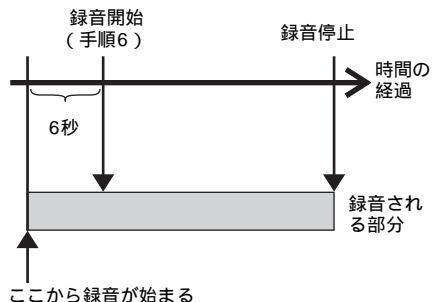 録音開始
（手順6）
録音停止
時間の
経過
6秒
録音され
る部分
ここから録音が始まる